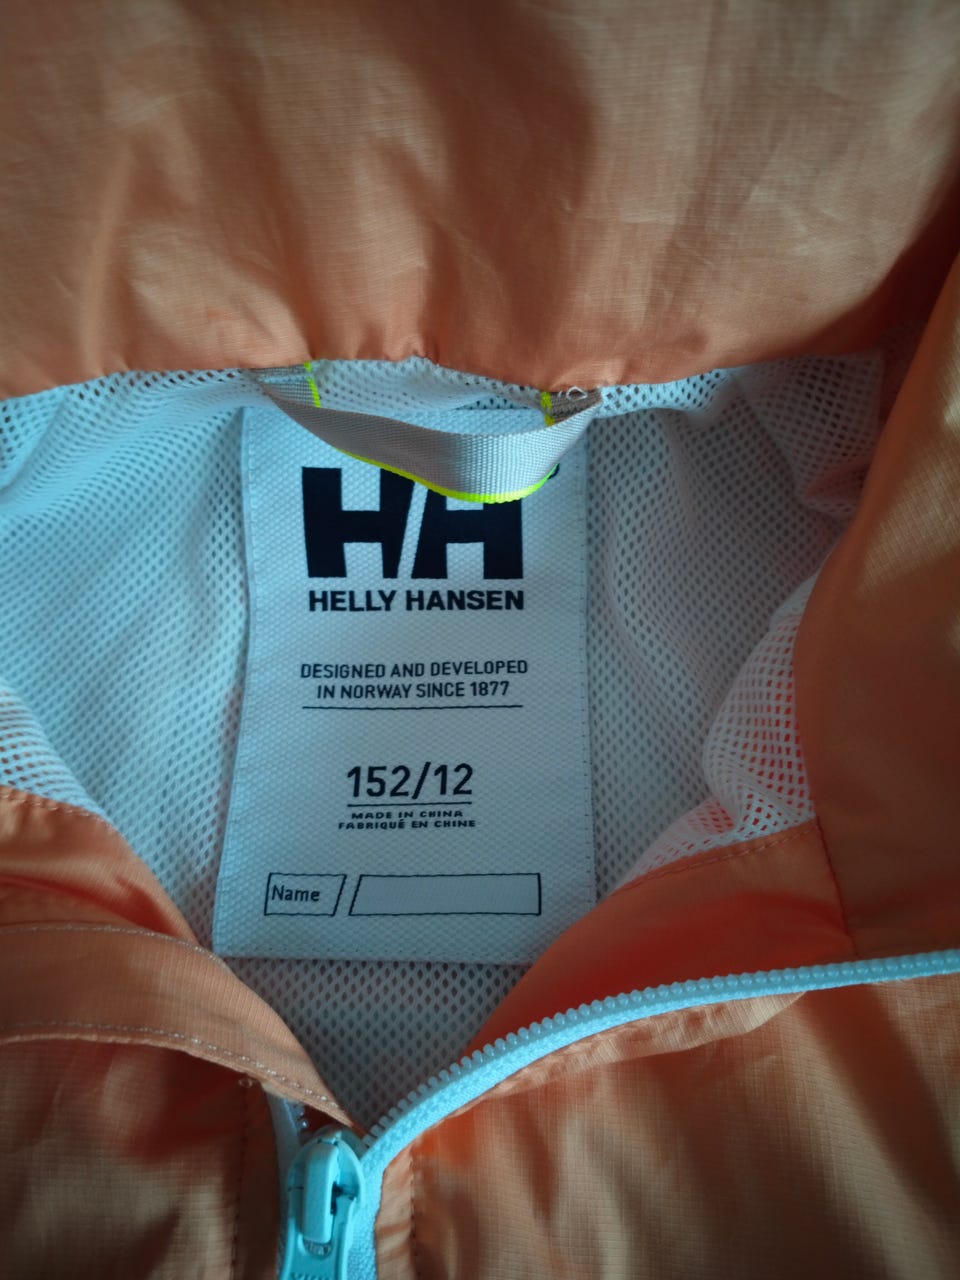 HH
HELLY HANSEN
DESIGNED AND DEVELOPED
IN NORWAY SINCE 1877
152/12
MADE IN CHINA
FABRIQUÉ EN CHINE
Name